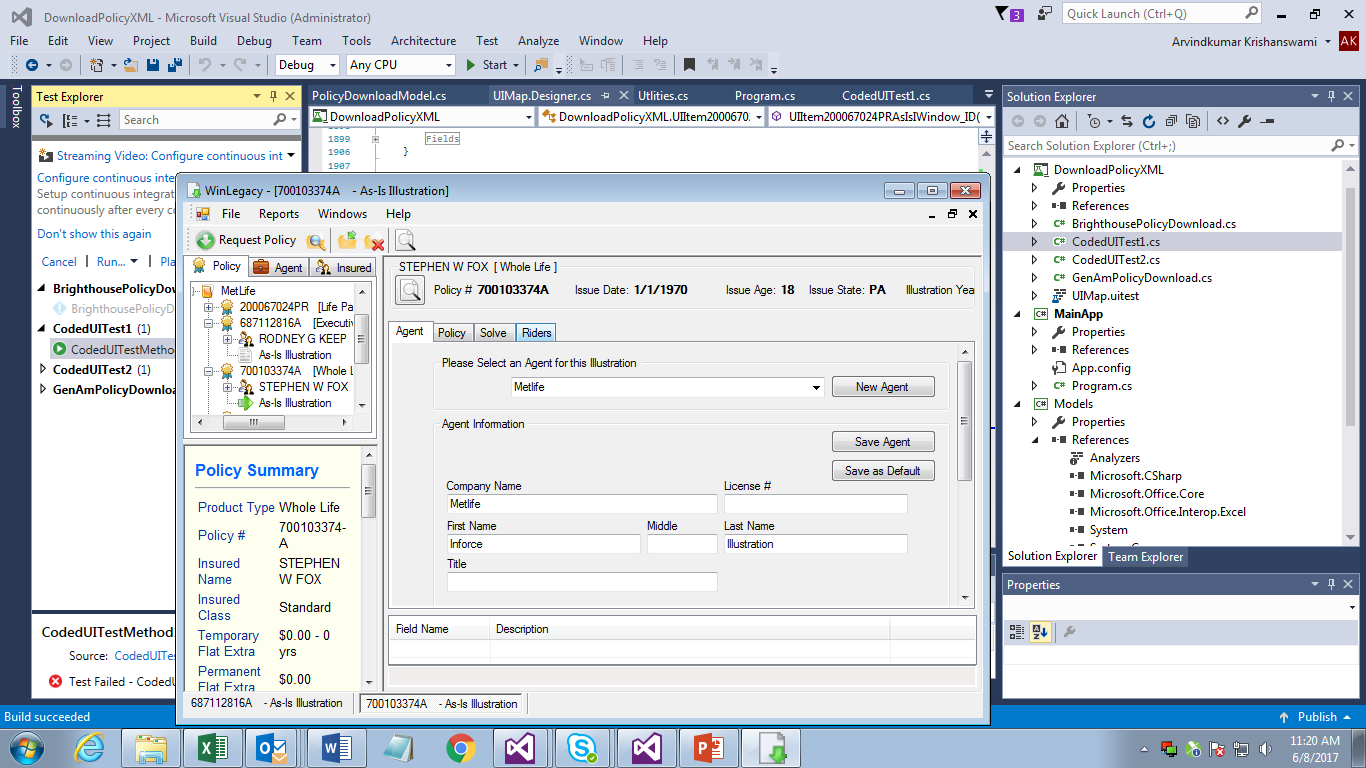 DownloadPolicyXML - Microsoft Visual Studio (Administrator)
3
Quick Launch (Ctrl+Q)
File Edit View Project Build Debug Team Tools Architecture Test Analyze Window Help
Arvindkumar Krishanswami AK
Debug Any CPU Start
Toolbox
Test Explorer
Search
Streaming Video: Configure continuous int
Configure continuous inte
Setup continuous integrat
continuously after every c
Don't show this again
Cancel Run... Pla
BrighthousePolicyDow
BrighthousePolicyD
CodedUITest1 (1)
CodedUITestMetho
CodedUITest2 (1)
GenAmPolicyDownloa
CodedUITestMethod
Source: CodedUITes
Test Failed - CodedU
PolicyDownloadModel.cs UIMap.Designer.cs Utlities.cs Program.cs CodedUITest1.cs
DownloadPolicyXML DownloadPolicyXML.UIItem200067024 UIItem200067024PRAsIsIWindow_ID(
1899 Fields
1906 }
1907
WinLegacy - [700103374A - As-Is Illustration]
File Reports Windows Help
Request Policy
Policy Agent Insured
MetLife
200067024PR [Life Pa
687112816A [Executiv
RODNEY G KEEP
As-Is Illustration
700103374A [Whole L
STEPHEN W FOX
As-Is Illustration
Policy Summary
Product Type Whole Life
Policy # 700103374-
A
Insured Name STEPHEN W FOX
Insured Class Standard
Temporary Flat Extra $0.00 - 0 yrs
Permanent Flat Extra $0.00
STEPHEN W FOX [ Whole Life ]
Policy # 700103374A Issue Date: 1/1/1970 Issue Age: 18 Issue State: PA Illustration Yea
Agent Policy Solve Riders
Please Select an Agent for this Illustration
Metlife New Agent
Agent Information
Save Agent
Save as Default
Company Name License #
Metlife
First Name Middle Last Name
Inforce Illustration
Title
Field Name Description
687112816A - As-Is Illustration 700103374A - As-Is Illustration
Solution Explorer
Search Solution Explorer (Ctrl+;)
DownloadPolicyXML
Properties
References
BrighthousePolicyDownload.cs
CodedUITest1.cs
CodedUITest2.cs
GenAmPolicyDownload.cs
UIMap.uitest
MainApp
Properties
References
App.config
Program.cs
Models
Properties
References
Analyzers
Microsoft.CSharp
Microsoft.Office.Core
Microsoft.Office.Interop.Excel
System
Solution Explorer Team Explorer
Properties
Build succeeded
Publish
11:20 AM
6/8/2017